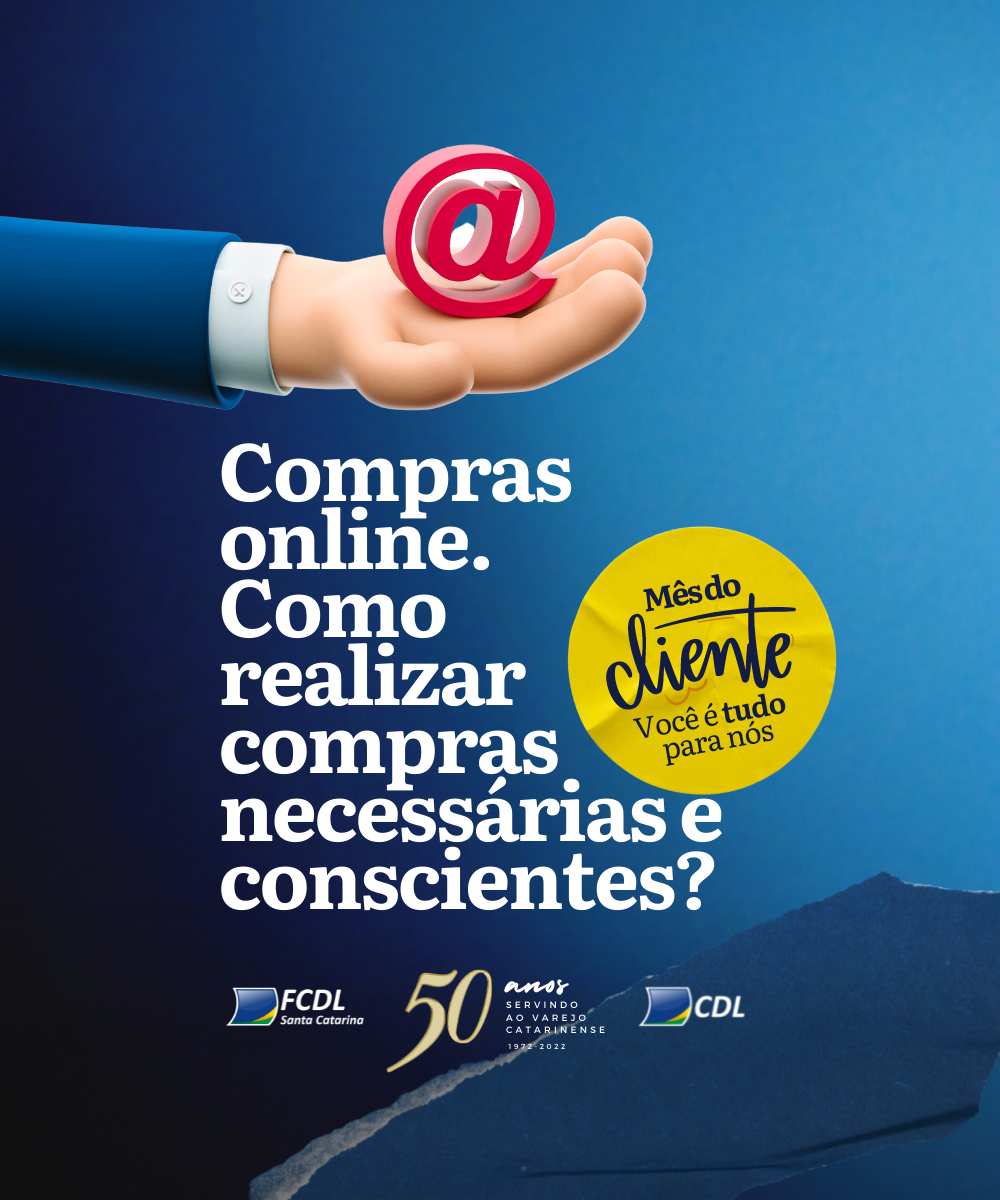 @
Compras
online.
Como
realizar
compras
necessárias e
conscientes?
Mês do
cliente
Você é tudo
para nós
FCDL
Santa Catarina
50 anos
SERVINDO
AO VAREJO
CATARINENSE
1972-2022
CDL